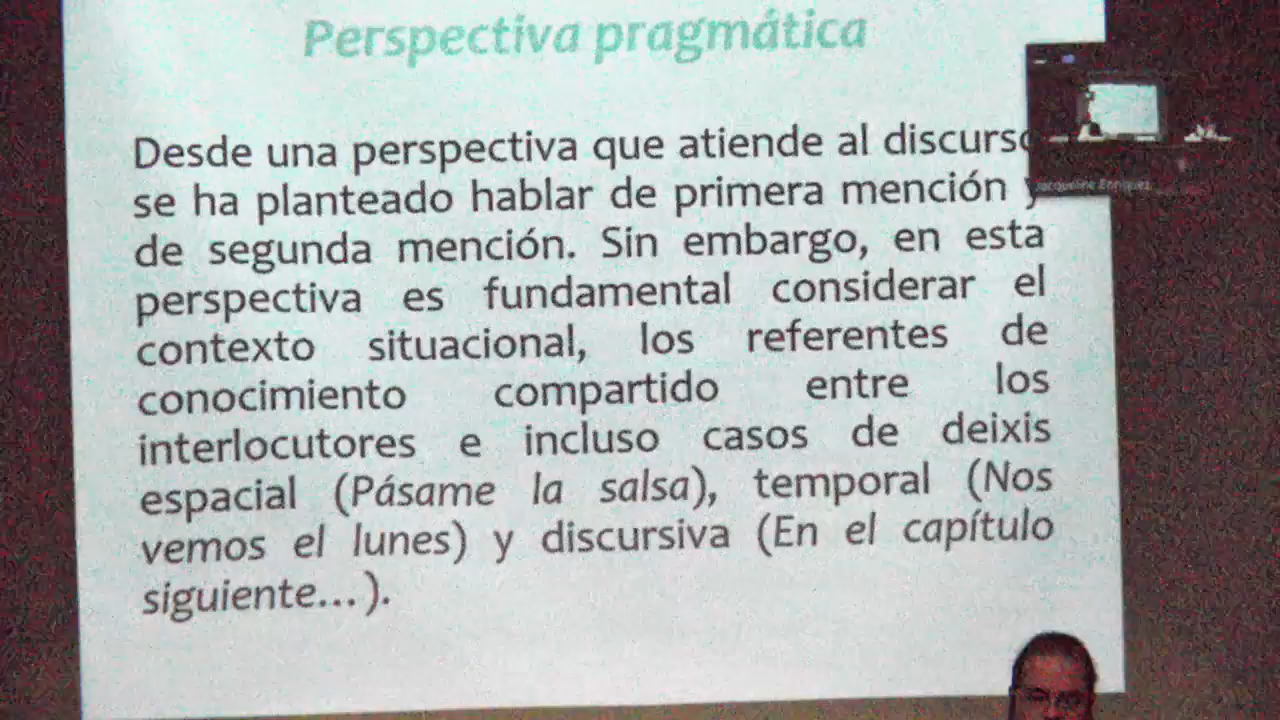 Perspectiva pragmática
Desde una perspectiva que atiende al discurso
se ha planteado hablar de primera mención y
de segunda mención. Sin embargo, en esta
perspectiva es fundamental considerar el
contexto situacional, los referentes de
conocimiento compartido entre los
interlocutores e incluso casos de deixis
espacial (Pásame la salsa), temporal (Nos
vemos el lunes) y discursiva (En el capítulo
siguiente...).
Jacqueline Enriquez